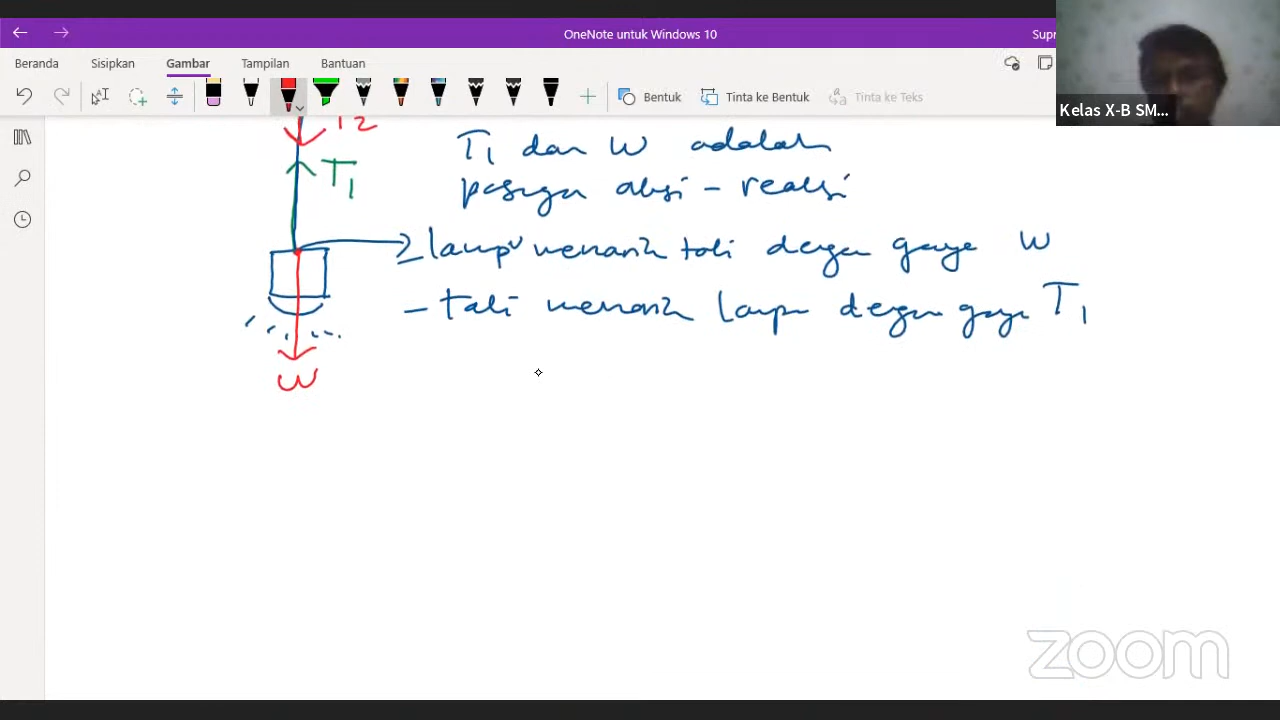 OneNote untuk Windows 10
Supr
Beranda Sisipkan Gambar Tampilan Bantuan
Bentuk Tinta ke Bentuk Tinta ke Teks
Kelas X-B SM...
T2
T1
T1 dan W adalah
pasangan aksi - reaksi
lampu menarik tali dengan gaya W
- tali menarik lampu dengan gaya T1
W
zoom